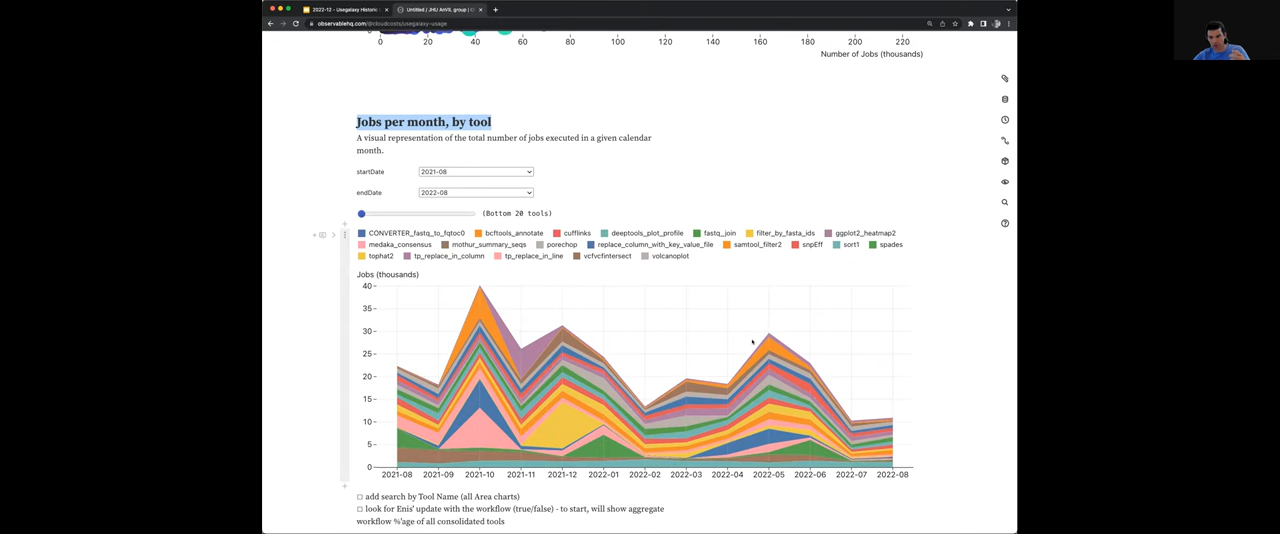 2022-12 - Usegalaxy Historic
Untitled / JHU AnVIL group |
observablehq.com/@cloudcosts/usegalaxy-usage
0 20 40 60 80 100 120 140 160 180 200 220
Number of Jobs (thousands)
Jobs per month, by tool
A visual representation of the total number of jobs executed in a given calendar
month.
startDate 2021-08
endDate 2022-08
(Bottom 20 tools)
CONVERTER_fastq_to_fqtoc0 bcftools_annotate cufflinks deeptools_plot_profile fastq_join filter_by_fasta_ids ggplot2_heatmap2
medaka_consensus mothur_summary_seqs porechop replace_column_with_key_value_file samtool_filter2 snpEff sort1 spades
tophat2 tp_replace_in_column tp_replace_in_line vcfvcfintersect volcanoplot
Jobs (thousands)
40
35
30
25
20
15
10
5
0
2021-08 2021-09 2021-10 2021-11 2021-12 2022-01 2022-02 2022-03 2022-04 2022-05 2022-06 2022-07 2022-08
add search by Tool Name (all Area charts)
look for Enis' update with the workflow (true/false) - to start, will show aggregate
workflow %'age of all consolidated tools